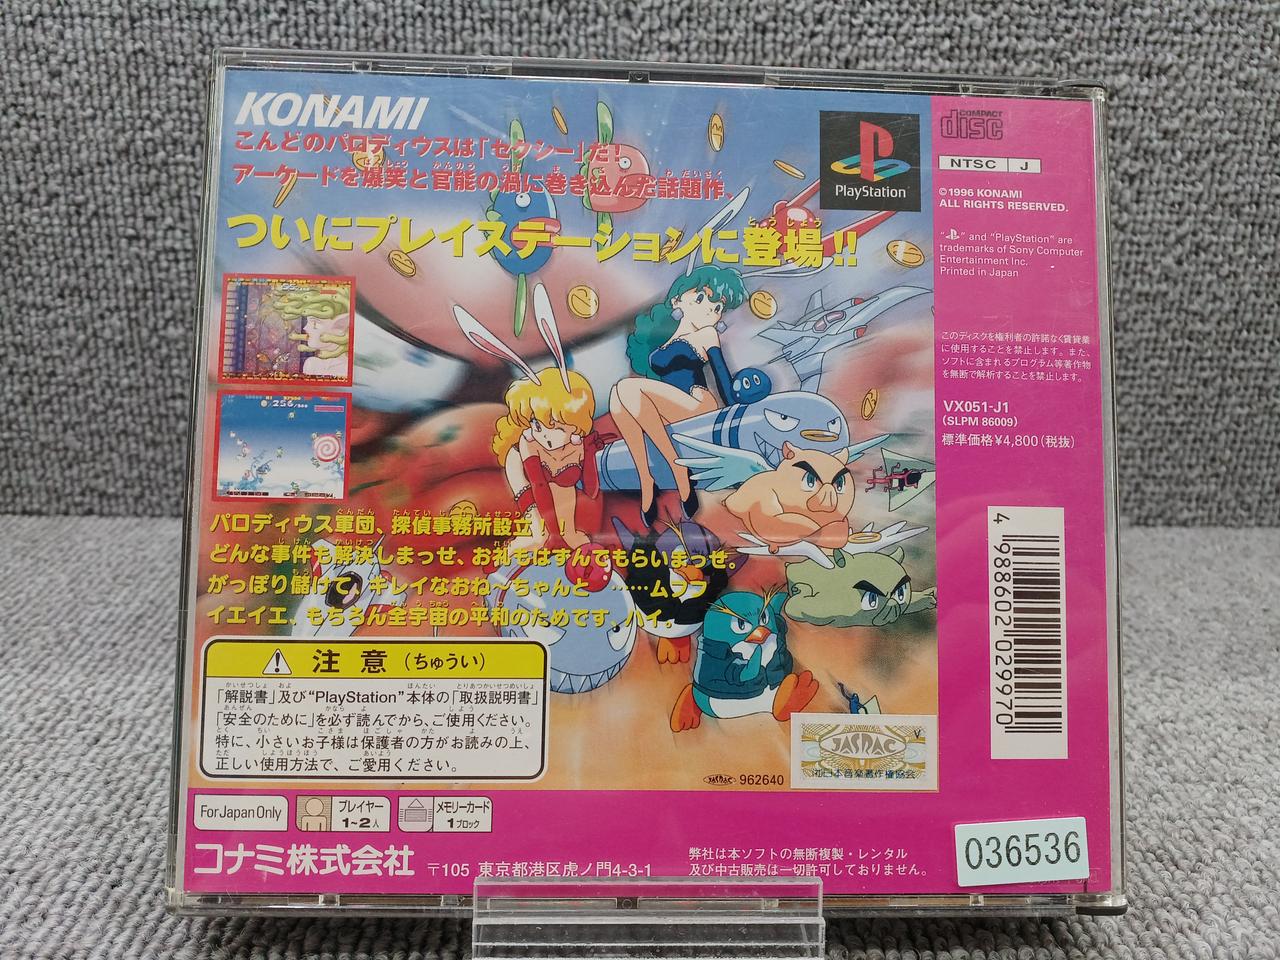 KONAMI
こんどのパロディウスは「セクシー」だ!
アーケードを爆笑と官能の渦に巻き込んだ話題作、
ついにプレイステーションに登場!!
PlayStation
COMPACT
disc
NTSC J
©1996 KONAMI
ALL RIGHTS RESERVED.
" " and "PlayStation" are
trademarks of Sony Computer
Entertainment Inc.
Printed in Japan
このディスクを権利者の許諾なく賃貸業
に使用することを禁止します。また、
ソフトに含まれるプログラム等著作物
を無断で解析することを禁止します。
VX051-J1
(SLPM 86009)
標準価格¥4,800(税抜)
4 988602 029970
パロディウス軍団、探偵事務所設立!!
どんな事件も解決しまっせ、お礼もはずんでもらいまっせ。
がっぽり儲けて、キレイなおね〜ちゃんと ……ムフフ
イエイエ、もちろん全宇宙の平和のためです、ハイ。
注意(ちゅうい)
「解説書」及び"PlayStation"本体の「取扱説明書」
「安全のために」を必ず読んでから、ご使用ください。
特に、小さいお子様は保護者の方がお読みの上、
正しい使用方法で、ご愛用ください。
JASRAC 962640
JASRAC V
(社)日本音楽著作権協会
For Japan Only
プレイヤー
1~2人
メモリーカード
1ブロック
コナミ株式会社
〒105 東京都港区虎ノ門4-3-1
弊社は本ソフトの無断複製・レンタル
及び中古販売は一切許可しておりません。
036536